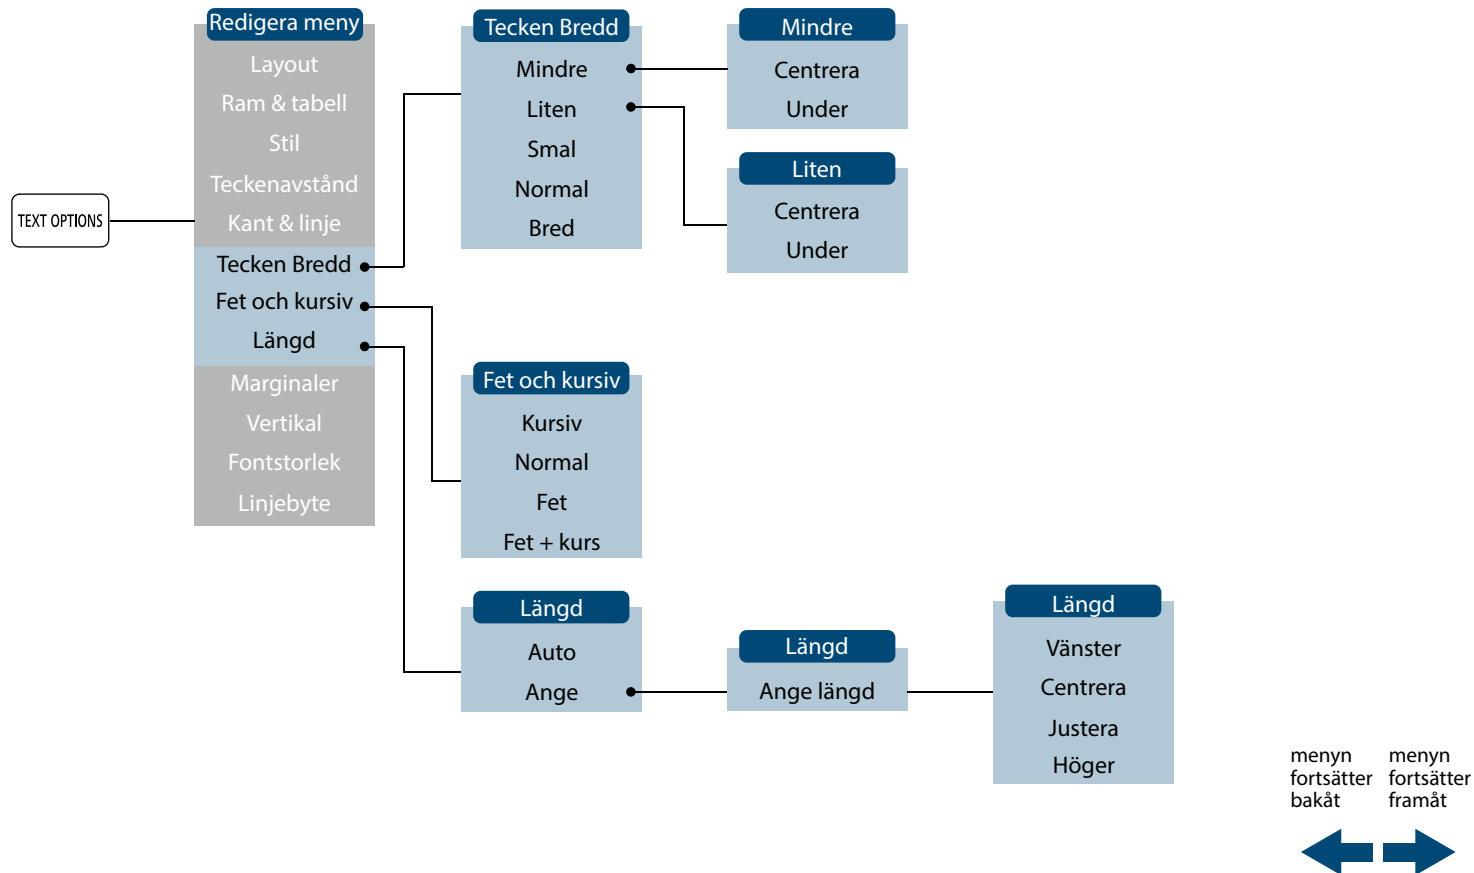 TEXT OPTIONS
Redigera meny
Layout
Ram & tabell
Stil
Teckenavstånd
Kant & linje
Tecken Bredd
Fet och kursiv
Längd
Marginaler
Vertikal
Fontstorlek
Linjebyte
Tecken Bredd
Mindre
Liten
Smal
Normal
Bred
Mindre
Centrera
Under
Liten
Centrera
Under
Fet och kursiv
Kursiv
Normal
Fet
Fet + kurs
Längd
Auto
Ange
Längd
Ange längd
Längd
Vänster
Centrera
Justera
Höger
menyn
fortsätter
bakåt
menyn
fortsätter
framåt